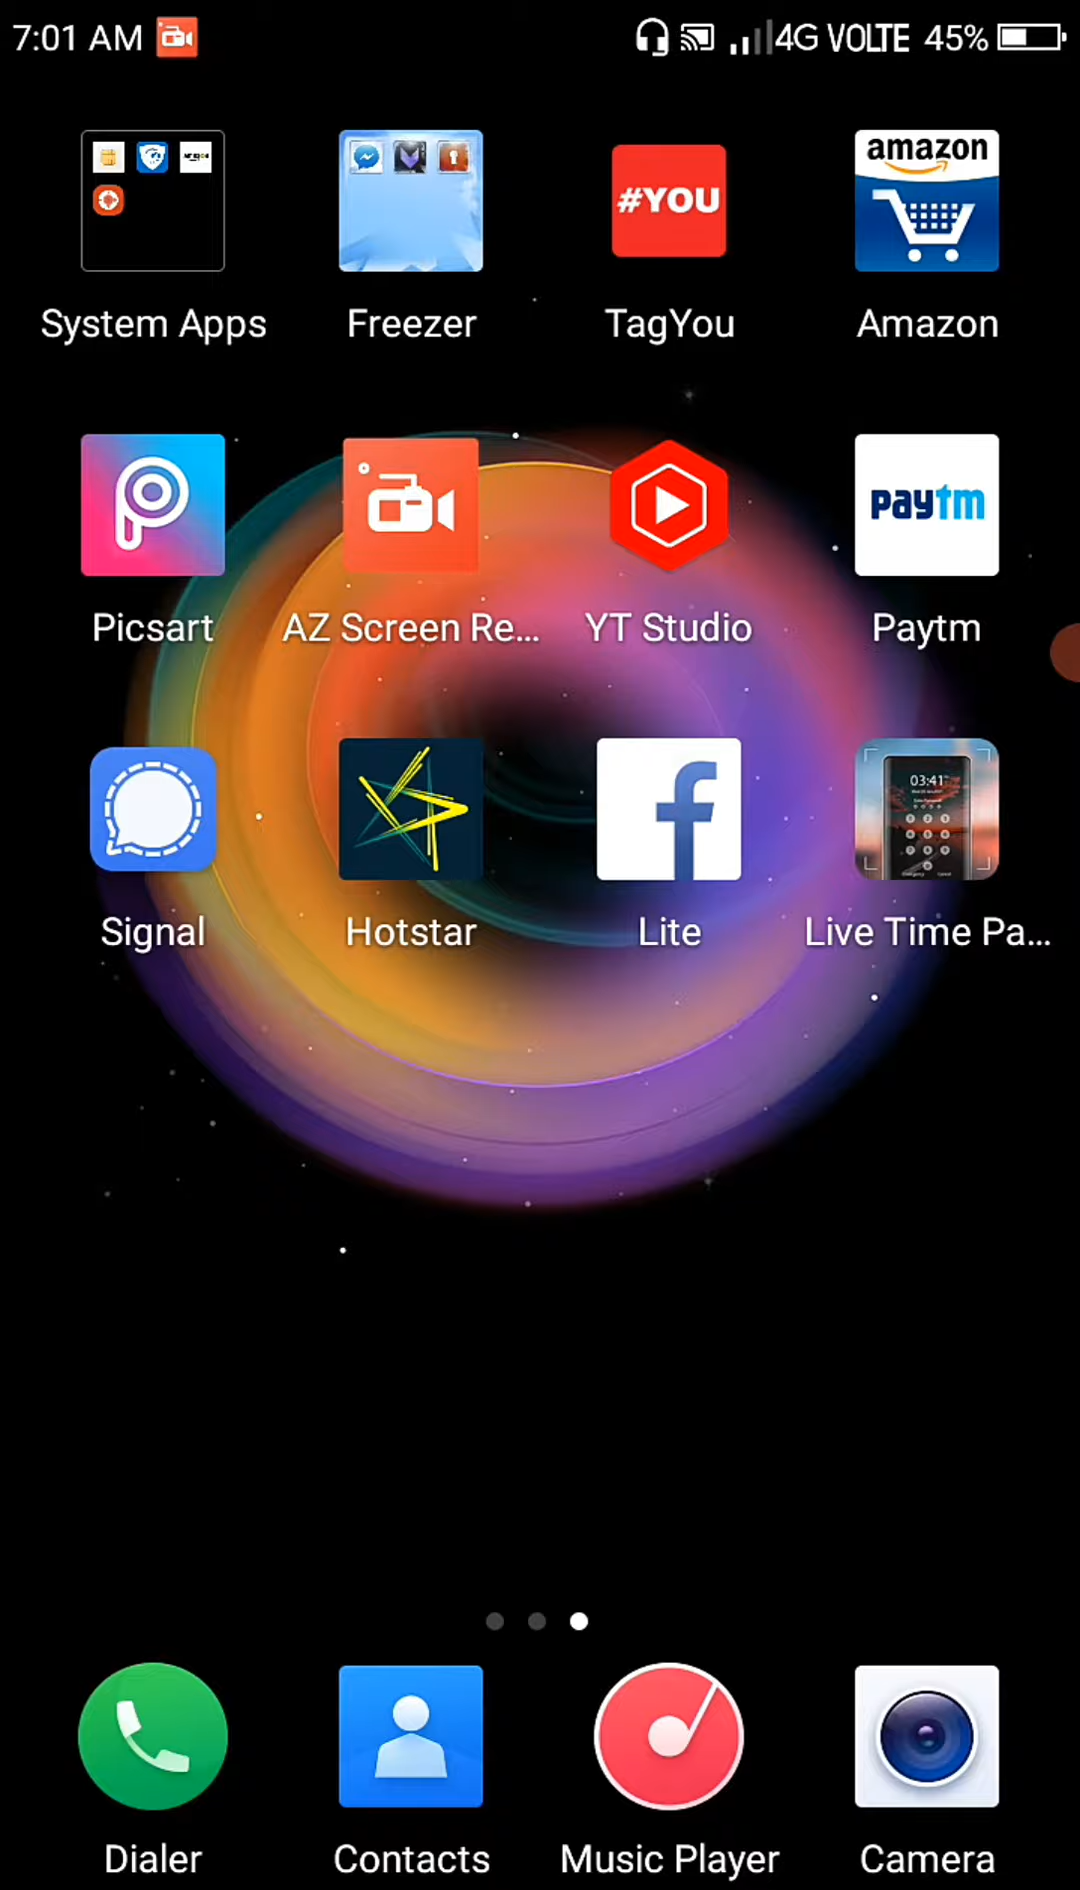 7:01 AM 4G VOLTE 45%
#YOU amazon
System Apps Freezer TagYou Amazon
paytm
Picsart AZ Screen Re... YT Studio Paytm
03:41
Signal Hotstar Lite Live Time Pa...
Dialer Contacts Music Player Camera